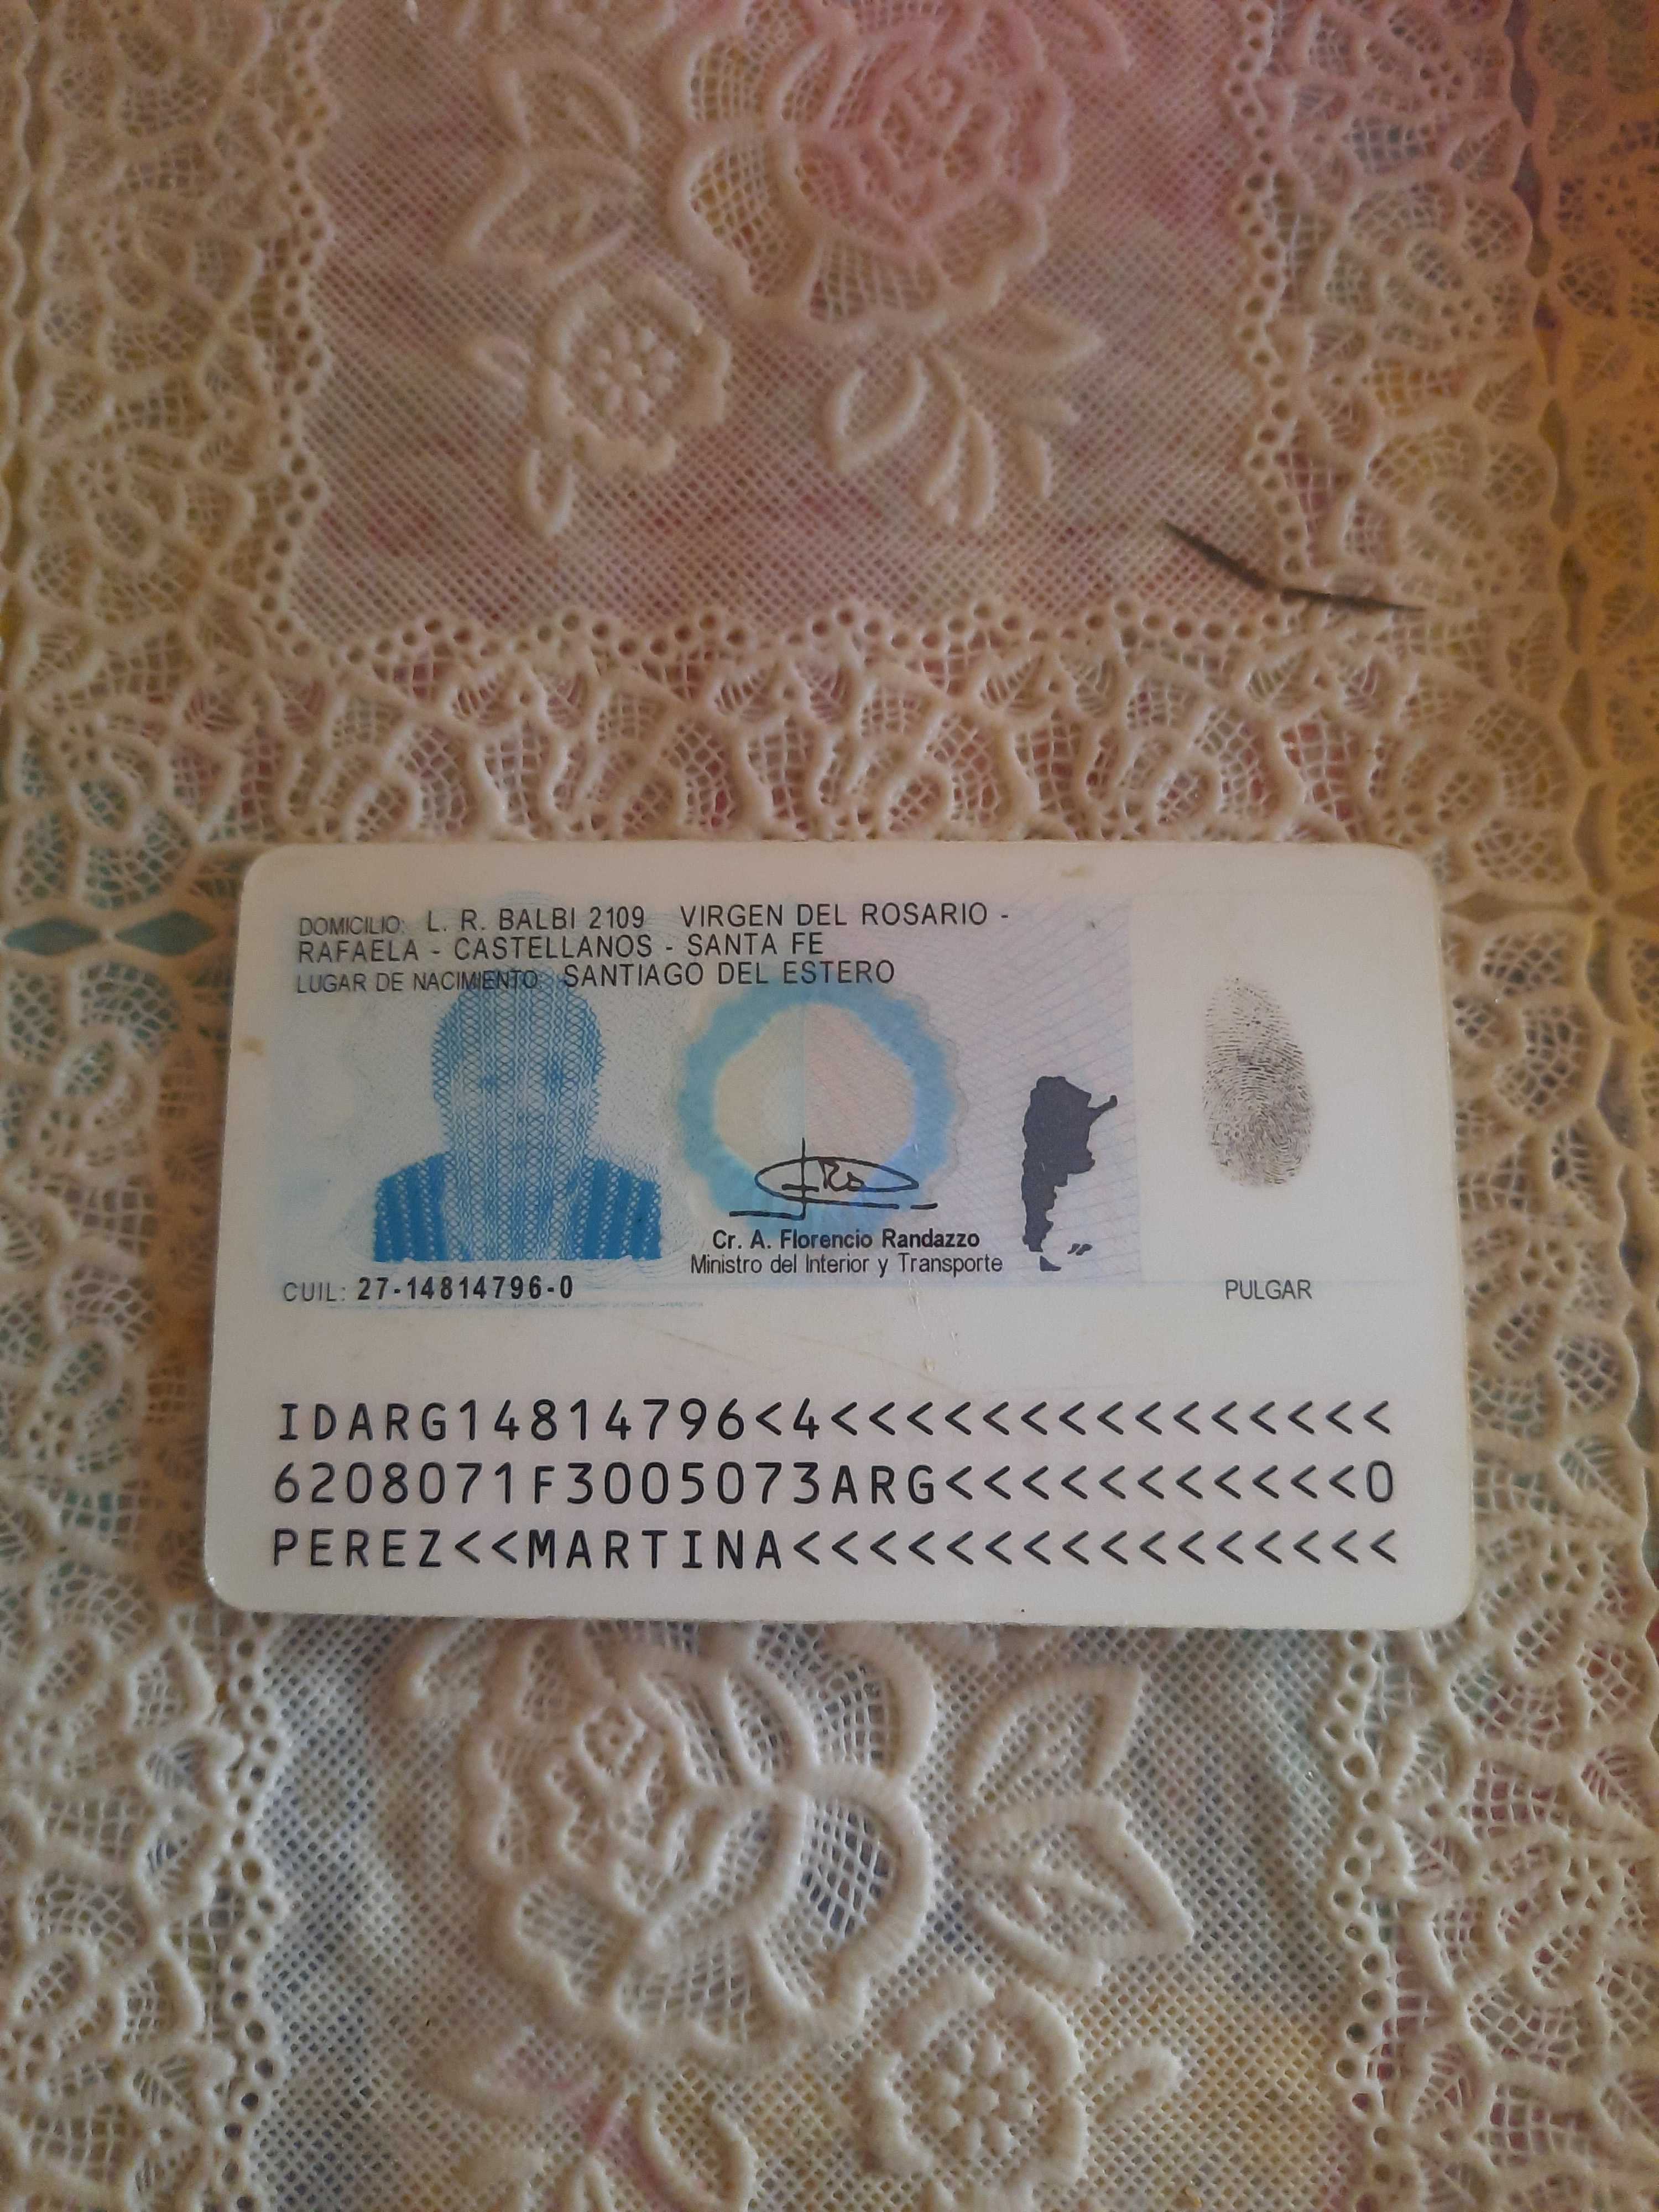 DOMICILIO: L. R. BALBI 2109 VIRGEN DEL ROSARIO -
RAFAELA - CASTELLANOS - SANTA FE
LUGAR DE NACIMIENTO SANTIAGO DEL ESTERO
Cr. A. Florencio Randazzo
Ministro del Interior y Transporte
CUIL: 27-14814796-0
PULGAR
IDARG14814796<4<<<<<<<<<<<<<<<
6208071F3005073ARG<<<<<<<<<<<0
PEREZ<<MARTINA<<<<<<<<<<<<<<<<